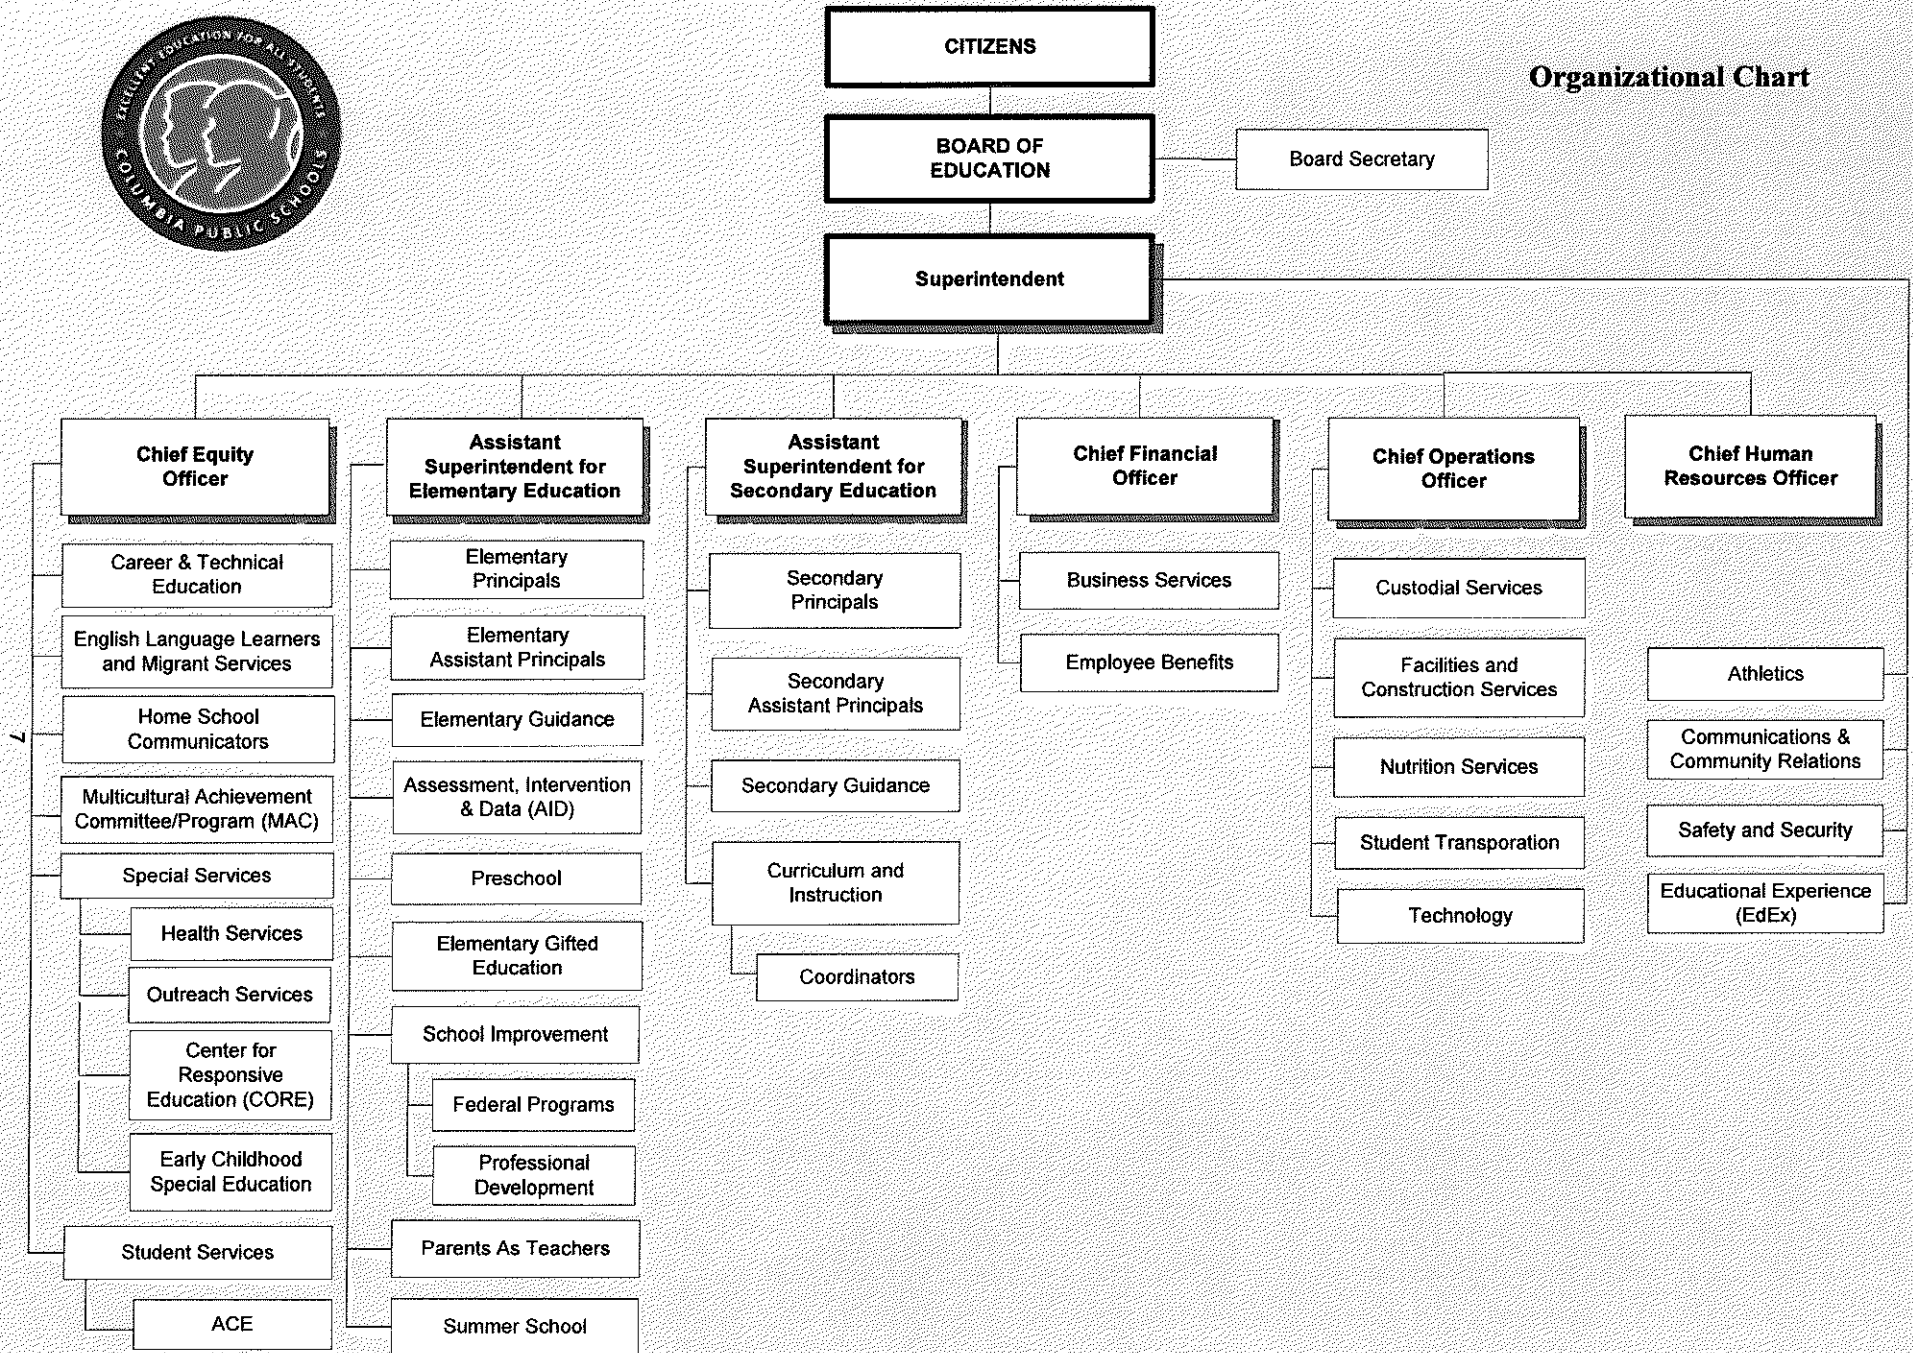 EXCELLENT EDUCATION FOR ALL STUDENTS
COLUMBIA PUBLIC SCHOOLS
Organizational Chart
CITIZENS
BOARD OF
EDUCATION
Board Secretary
Superintendent
Chief Equity
Officer
Career & Technical
Education
English Language Learners
and Migrant Services
Home School
Communicators
Multicultural Achievement
Committee/Program (MAC)
Special Services
Health Services
Outreach Services
Center for
Responsive
Education (CORE)
Early Childhood
Special Education
Student Services
ACE
Assistant
Superintendent for
Elementary Education
Elementary
Principals
Elementary
Assistant Principals
Elementary Guidance
Assessment, Intervention
& Data (AID)
Preschool
Elementary Gifted
Education
School Improvement
Federal Programs
Professional
Development
Parents As Teachers
Summer School
Assistant
Superintendent for
Secondary Education
Secondary
Principals
Secondary
Assistant Principals
Secondary Guidance
Curriculum and
Instruction
Coordinators
Chief Financial
Officer
Business Services
Employee Benefits
Chief Operations
Officer
Custodial Services
Facilities and
Construction Services
Nutrition Services
Student Transporation
Technology
Chief Human
Resources Officer
Athletics
Communications &
Community Relations
Safety and Security
Educational Experience
(EdEx)
7